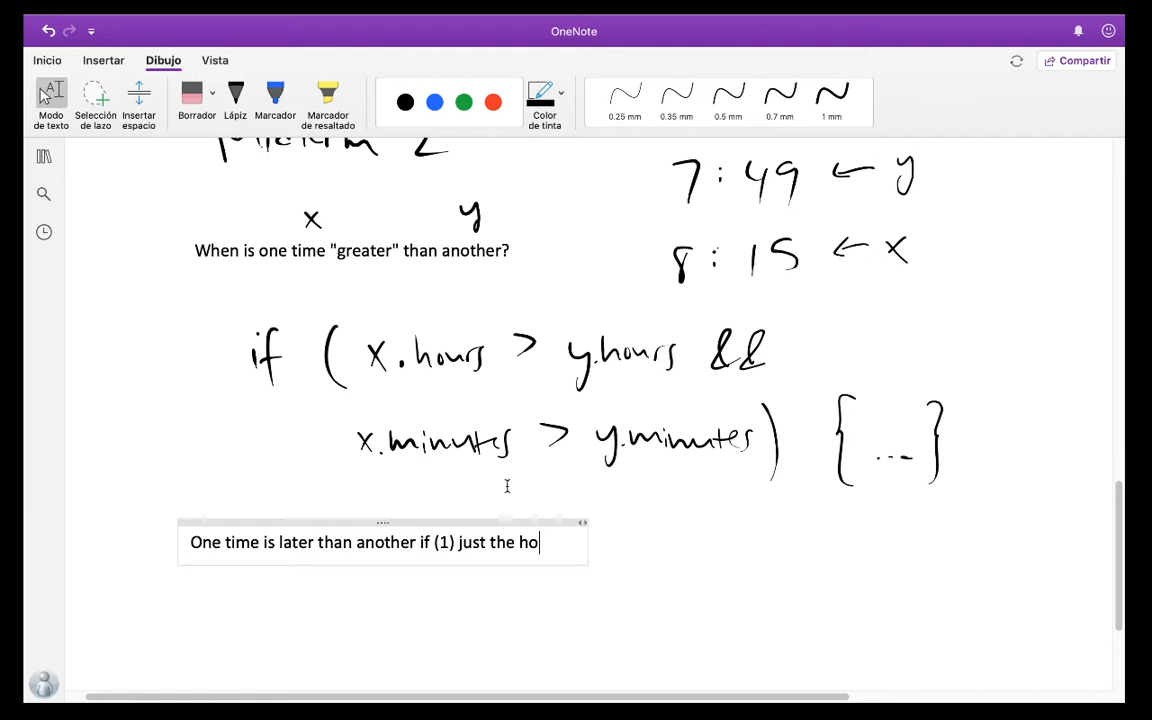 OneNote
Inicio Insertar Dibujo Vista
Compartir
Modo de texto
Selección de lazo
Insertar espacio
Borrador
Lápiz
Marcador
Marcador de resaltado
Color de tinta
0.25 mm 0.35 mm 0.5 mm 0.7 mm 1 mm
Midterm 2
7:49 ← y
x y
When is one time "greater" than another?
8:15 ← x
if ( x.hours > y.hours &&
x.minutes > y.minutes) { ... }
One time is later than another if (1) just the ho